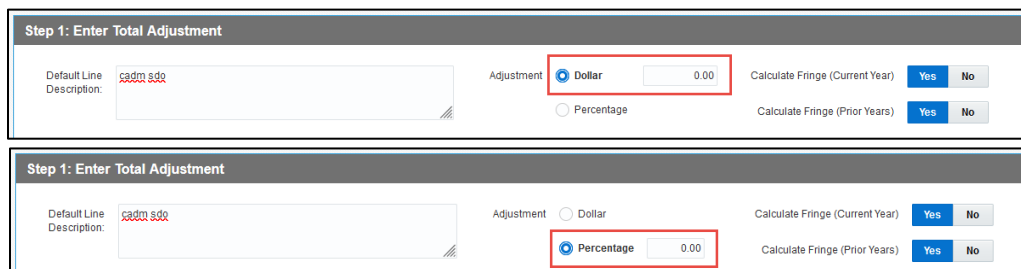 Step 1: Enter Total Adjustment
Default Line Description: cadm sdo Adjustment Dollar 0.00 Calculate Fringe (Current Year) Yes No
Percentage Calculate Fringe (Prior Years) Yes No
Step 1: Enter Total Adjustment
Default Line Description: cadm sdo Adjustment Dollar Calculate Fringe (Current Year) Yes No
Percentage 0.00 Calculate Fringe (Prior Years) Yes No